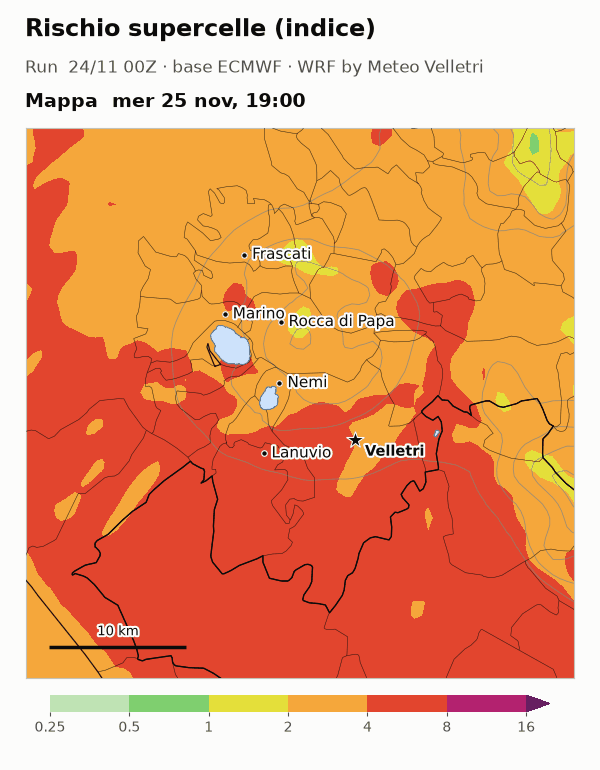 Rischio supercelle (indice)
Run 24/11 00Z · base ECMWF · WRF by Meteo Velletri
Mappa mer 25 nov, 19:00
Frascati
Marino
Rocca di Papa
Nemi
Velletri
Lanuvio
10 km
0.25 0.5 1 2 4 8 16